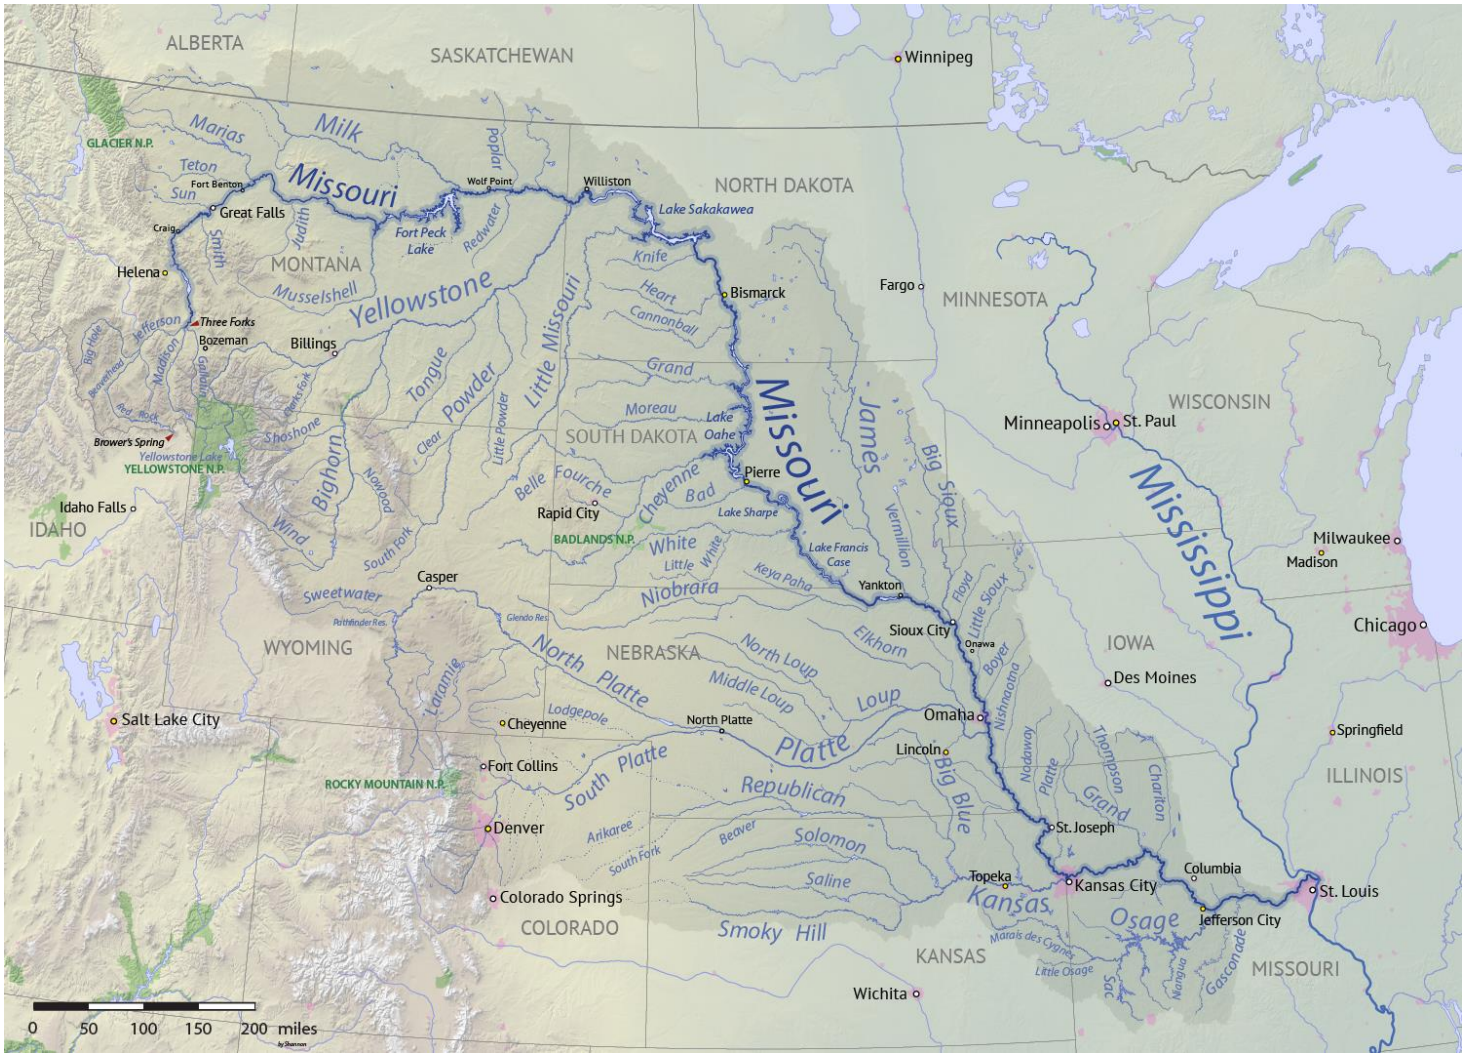 ALBERTA
SASKATCHEWAN
Winnipeg
GLACIER N.P.
Marias
Milk
Poplar
Teton
Sun
Fort Benton
Missouri
Wolf Point
Williston
NORTH DAKOTA
Great Falls
Craig
Smith
Judith
Fort Peck
Lake
Redwater
Lake Sakakawea
Helena
MONTANA
Musselshell
Yellowstone
Knife
Heart
Cannonball
Bismarck
Fargo
MINNESOTA
Little Missouri
Jefferson
Three Forks
Bozeman
Billings
Big Hole
Beaverhead
Madison
Gallatin
Red Rock
Brower's Spring
Clarks Fork
Tongue
Powder
Little Powder
Grand
Moreau
Lake
Oahe
Missouri
James
WISCONSIN
Minneapolis
St. Paul
Shoshone
Clear
SOUTH DAKOTA
Yellowstone Lake
YELLOWSTONE N.P.
Bighorn
Nowood
Belle Fourche
Cheyenne
Pierre
Bad
Big Sioux
Mississippi
Idaho Falls
IDAHO
Wind
South Fork
Rapid City
BADLANDS N.P.
Lake Sharpe
White
Little White
Vermillion
Lake Francis
Case
Milwaukee
Madison
Casper
Sweetwater
Pathfinder Res.
Glendo Res.
Niobrara
Keya Paha
Yankton
Floyd
Little Sioux
Sioux City
Onawa
Chicago
WYOMING
Laramie
North Platte
NEBRASKA
North Loup
Middle Loup
Loup
Elkhorn
Boyer
Nishnaotna
IOWA
Des Moines
Salt Lake City
Cheyenne
Lodgepole
North Platte
Platte
Omaha
Lincoln
Springfield
Fort Collins
ROCKY MOUNTAIN N.P.
South Platte
Republican
Big Blue
Nodaway
Platte
Thompson
Grand
Chariton
ILLINOIS
Denver
Arikaree
South Fork
Beaver
Solomon
Saline
St. Joseph
Topeka
Kansas City
Columbia
St. Louis
Colorado Springs
COLORADO
Smoky Hill
Kansas
KANSAS
Marais des Cygnes
Little Osage
Osage
Jefferson City
Sac
Niangua
Gasconade
MISSOURI
Wichita
0 50 100 150 200 miles
by Shannon